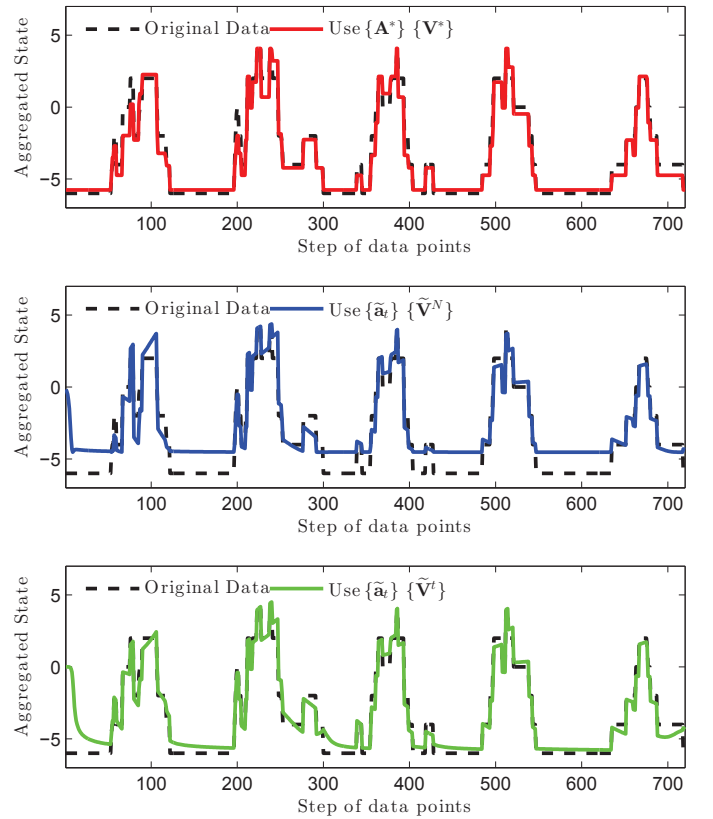 Original Data Use {A*} {V*}
5
0
−5
Aggregated State
100 200 300 400 500 600 700
Step of data points
Original Data Use {ã_t} {Ṽ^N}
5
0
−5
Aggregated State
100 200 300 400 500 600 700
Step of data points
Original Data Use {ã_t} {Ṽ^t}
5
0
−5
Aggregated State
100 200 300 400 500 600 700
Step of data points